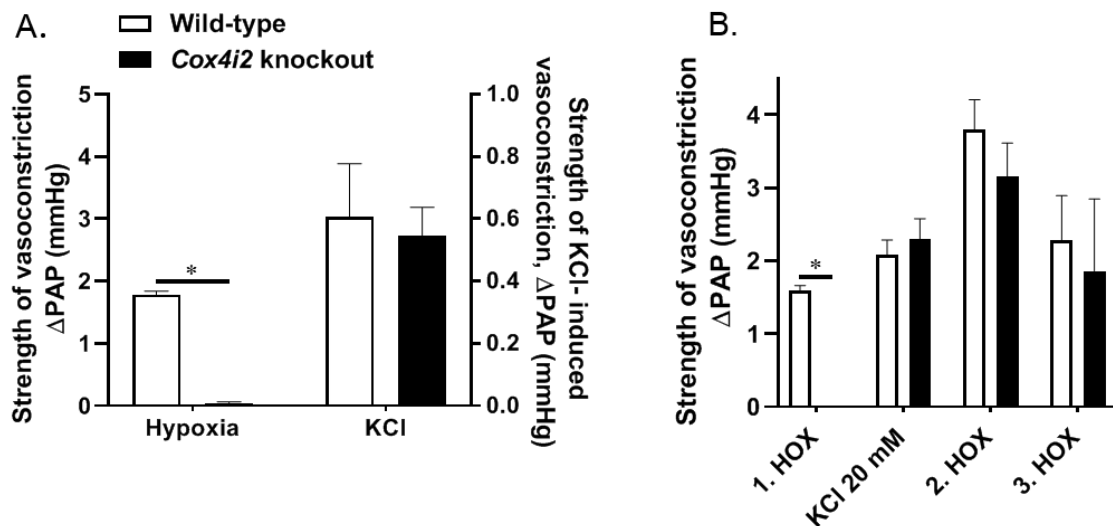 A.
Wild-type
Cox4i2 knockout
Strength of vasoconstriction
ΔPAP (mmHg)
5
4
3
2
1
0
*
Hypoxia
KCl
1.0
0.8
0.6
0.4
0.2
0.0
Strength of KCl- induced
vasoconstriction, ΔPAP (mmHg)
B.
Strength of vasoconstriction
ΔPAP (mmHg)
4
3
2
1
0
*
1. HOX
KCl 20 mM
2. HOX
3. HOX